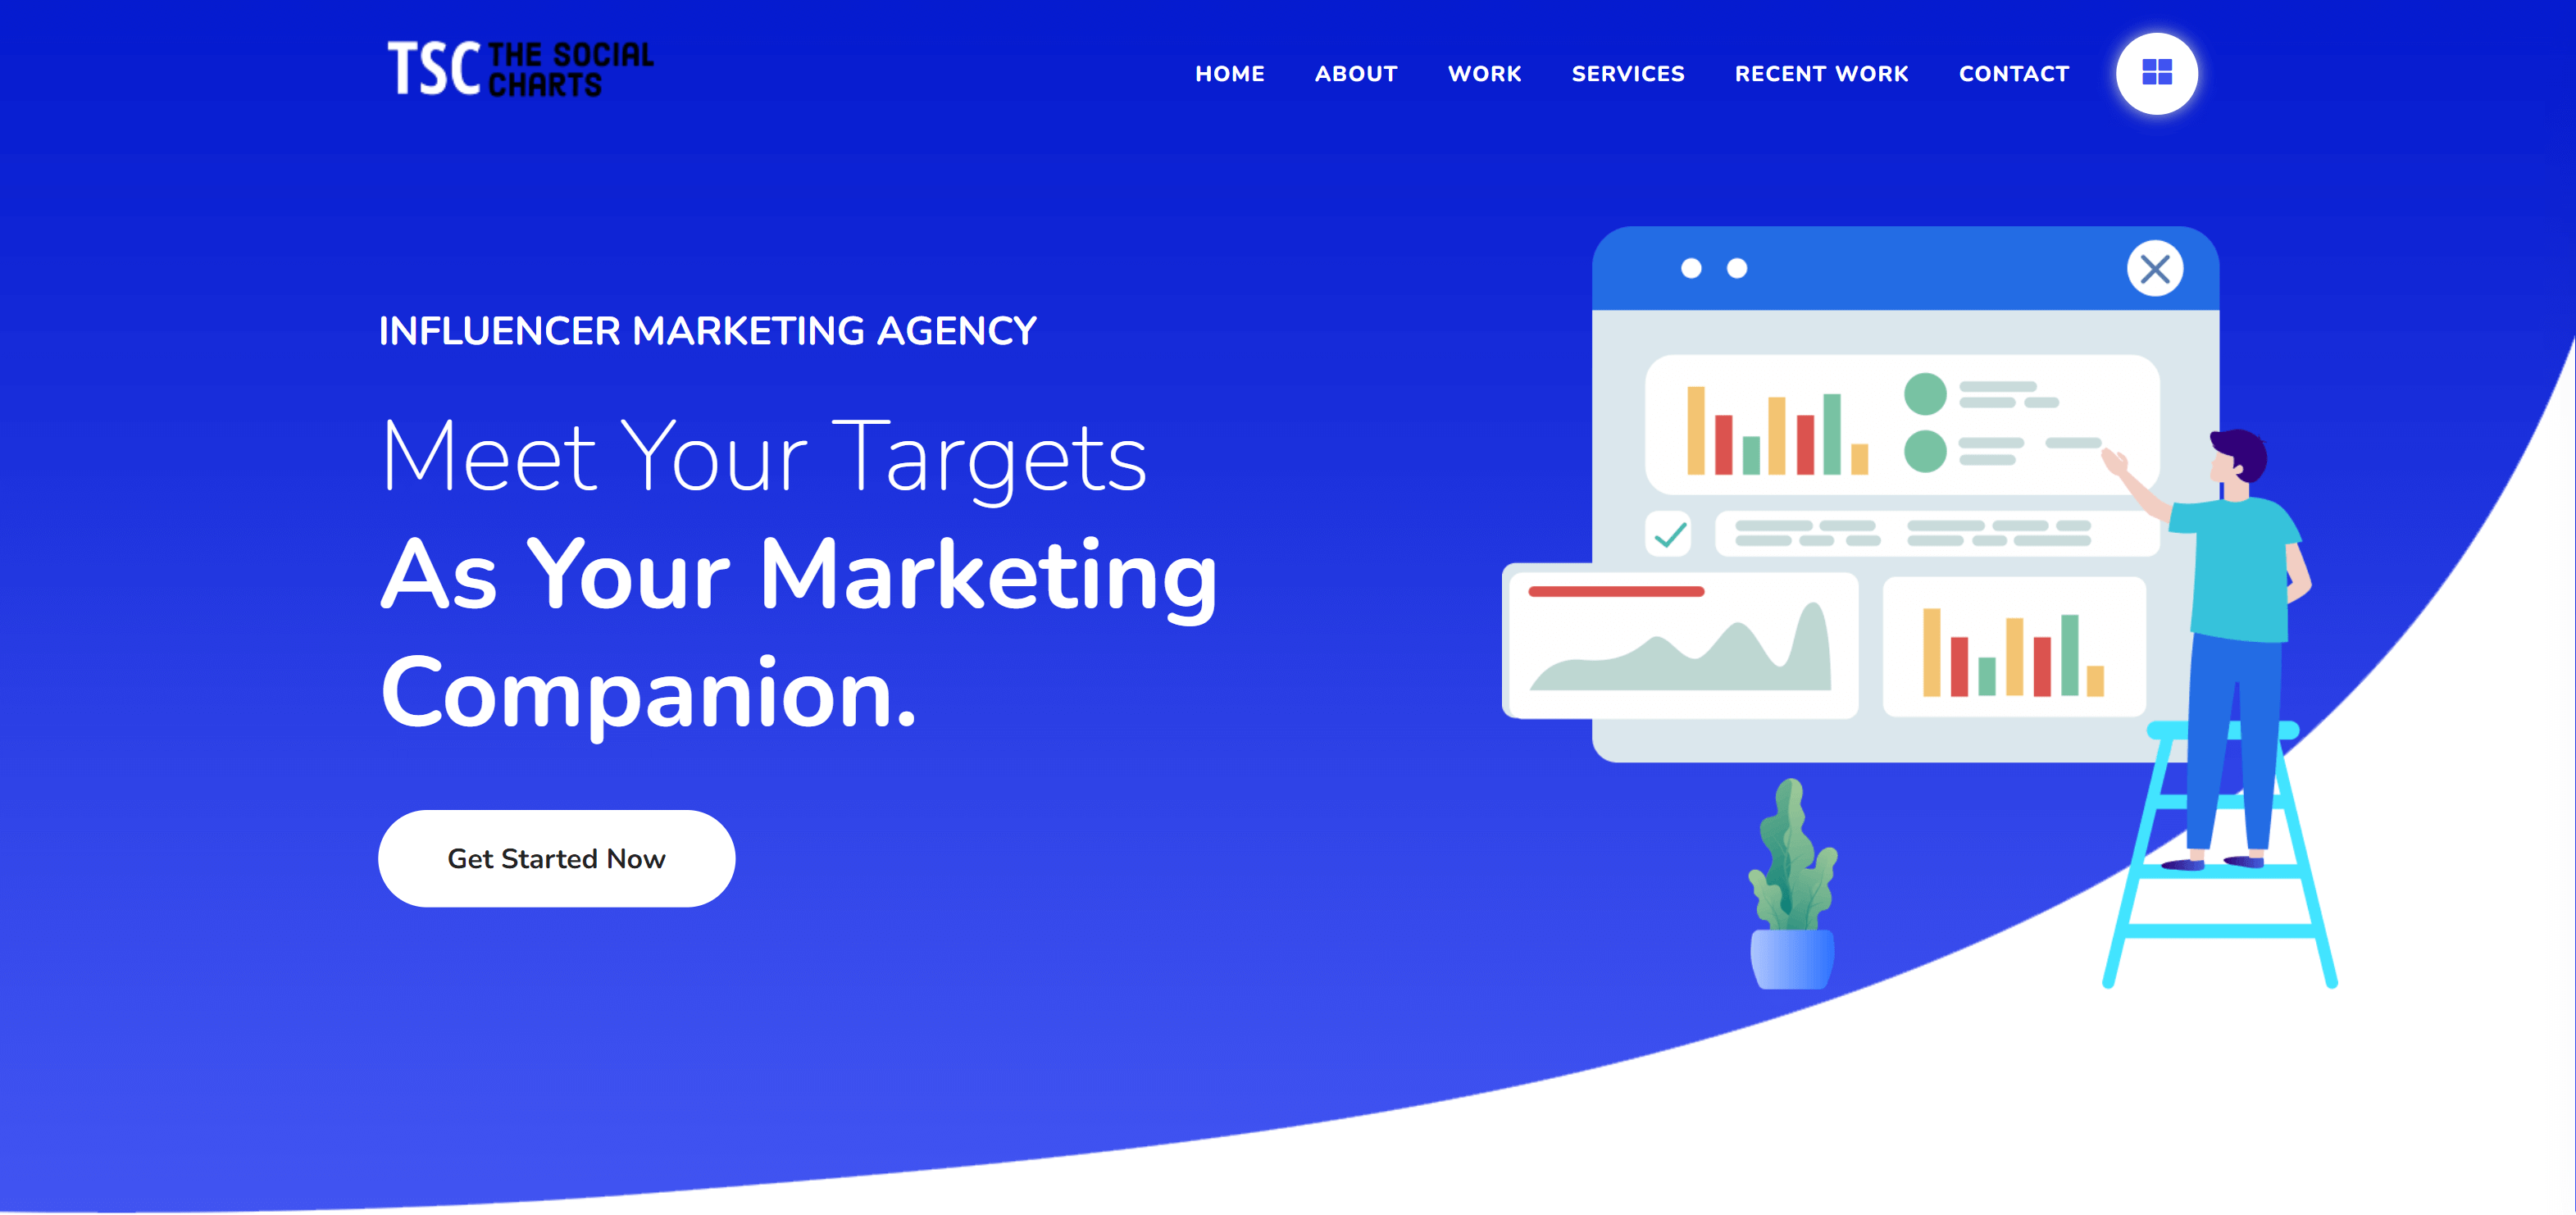 TSC THE SOCIAL
CHARTS
HOME ABOUT WORK SERVICES RECENT WORK CONTACT
INFLUENCER MARKETING AGENCY
Meet Your Targets
As Your Marketing
Companion.
Get Started Now